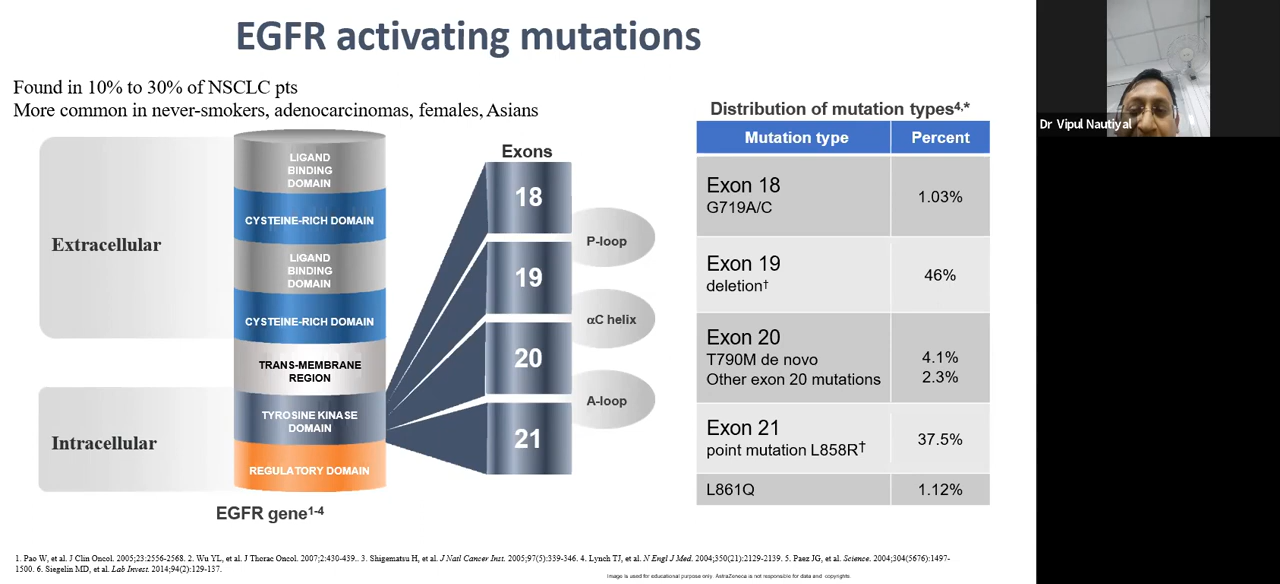 EGFR activating mutations
Found in 10% to 30% of NSCLC pts
More common in never-smokers, adenocarcinomas, females, Asians
Extracellular
Intracellular
LIGAND
BINDING
DOMAIN
CYSTEINE-RICH DOMAIN
LIGAND
BINDING
DOMAIN
CYSTEINE-RICH DOMAIN
TRANS-MEMBRANE
REGION
TYROSINE KINASE
DOMAIN
REGULATORY DOMAIN
EGFR gene1-4
Exons
18
19
20
21
P-loop
αC helix
A-loop
Distribution of mutation types4,*
Mutation type Percent
Exon 18
G719A/C
1.03%
Exon 19
deletion†
46%
Exon 20
T790M de novo 4.1%
Other exon 20 mutations 2.3%
Exon 21
point mutation L858R†
37.5%
L861Q 1.12%
1. Pao W, et al. J Clin Oncol. 2005;23:2556-2568. 2. Wu YL, et al. J Thorac Oncol. 2007;2:430-439.. 3. Shigematsu H, et al. J Natl Cancer Inst. 2005;97(5):339-346. 4. Lynch TJ, et al. N Engl J Med. 2004;350(21):2129-2139. 5. Paez JG, et al. Science. 2004;304(5676):1497-
1500. 6. Siegelin MD, et al. Lab Invest. 2014;94(2):129-137.
Image is used for educational purpose only. AstraZeneca is not responsible for data and copyrights.
Dr Vipul Nautiyal